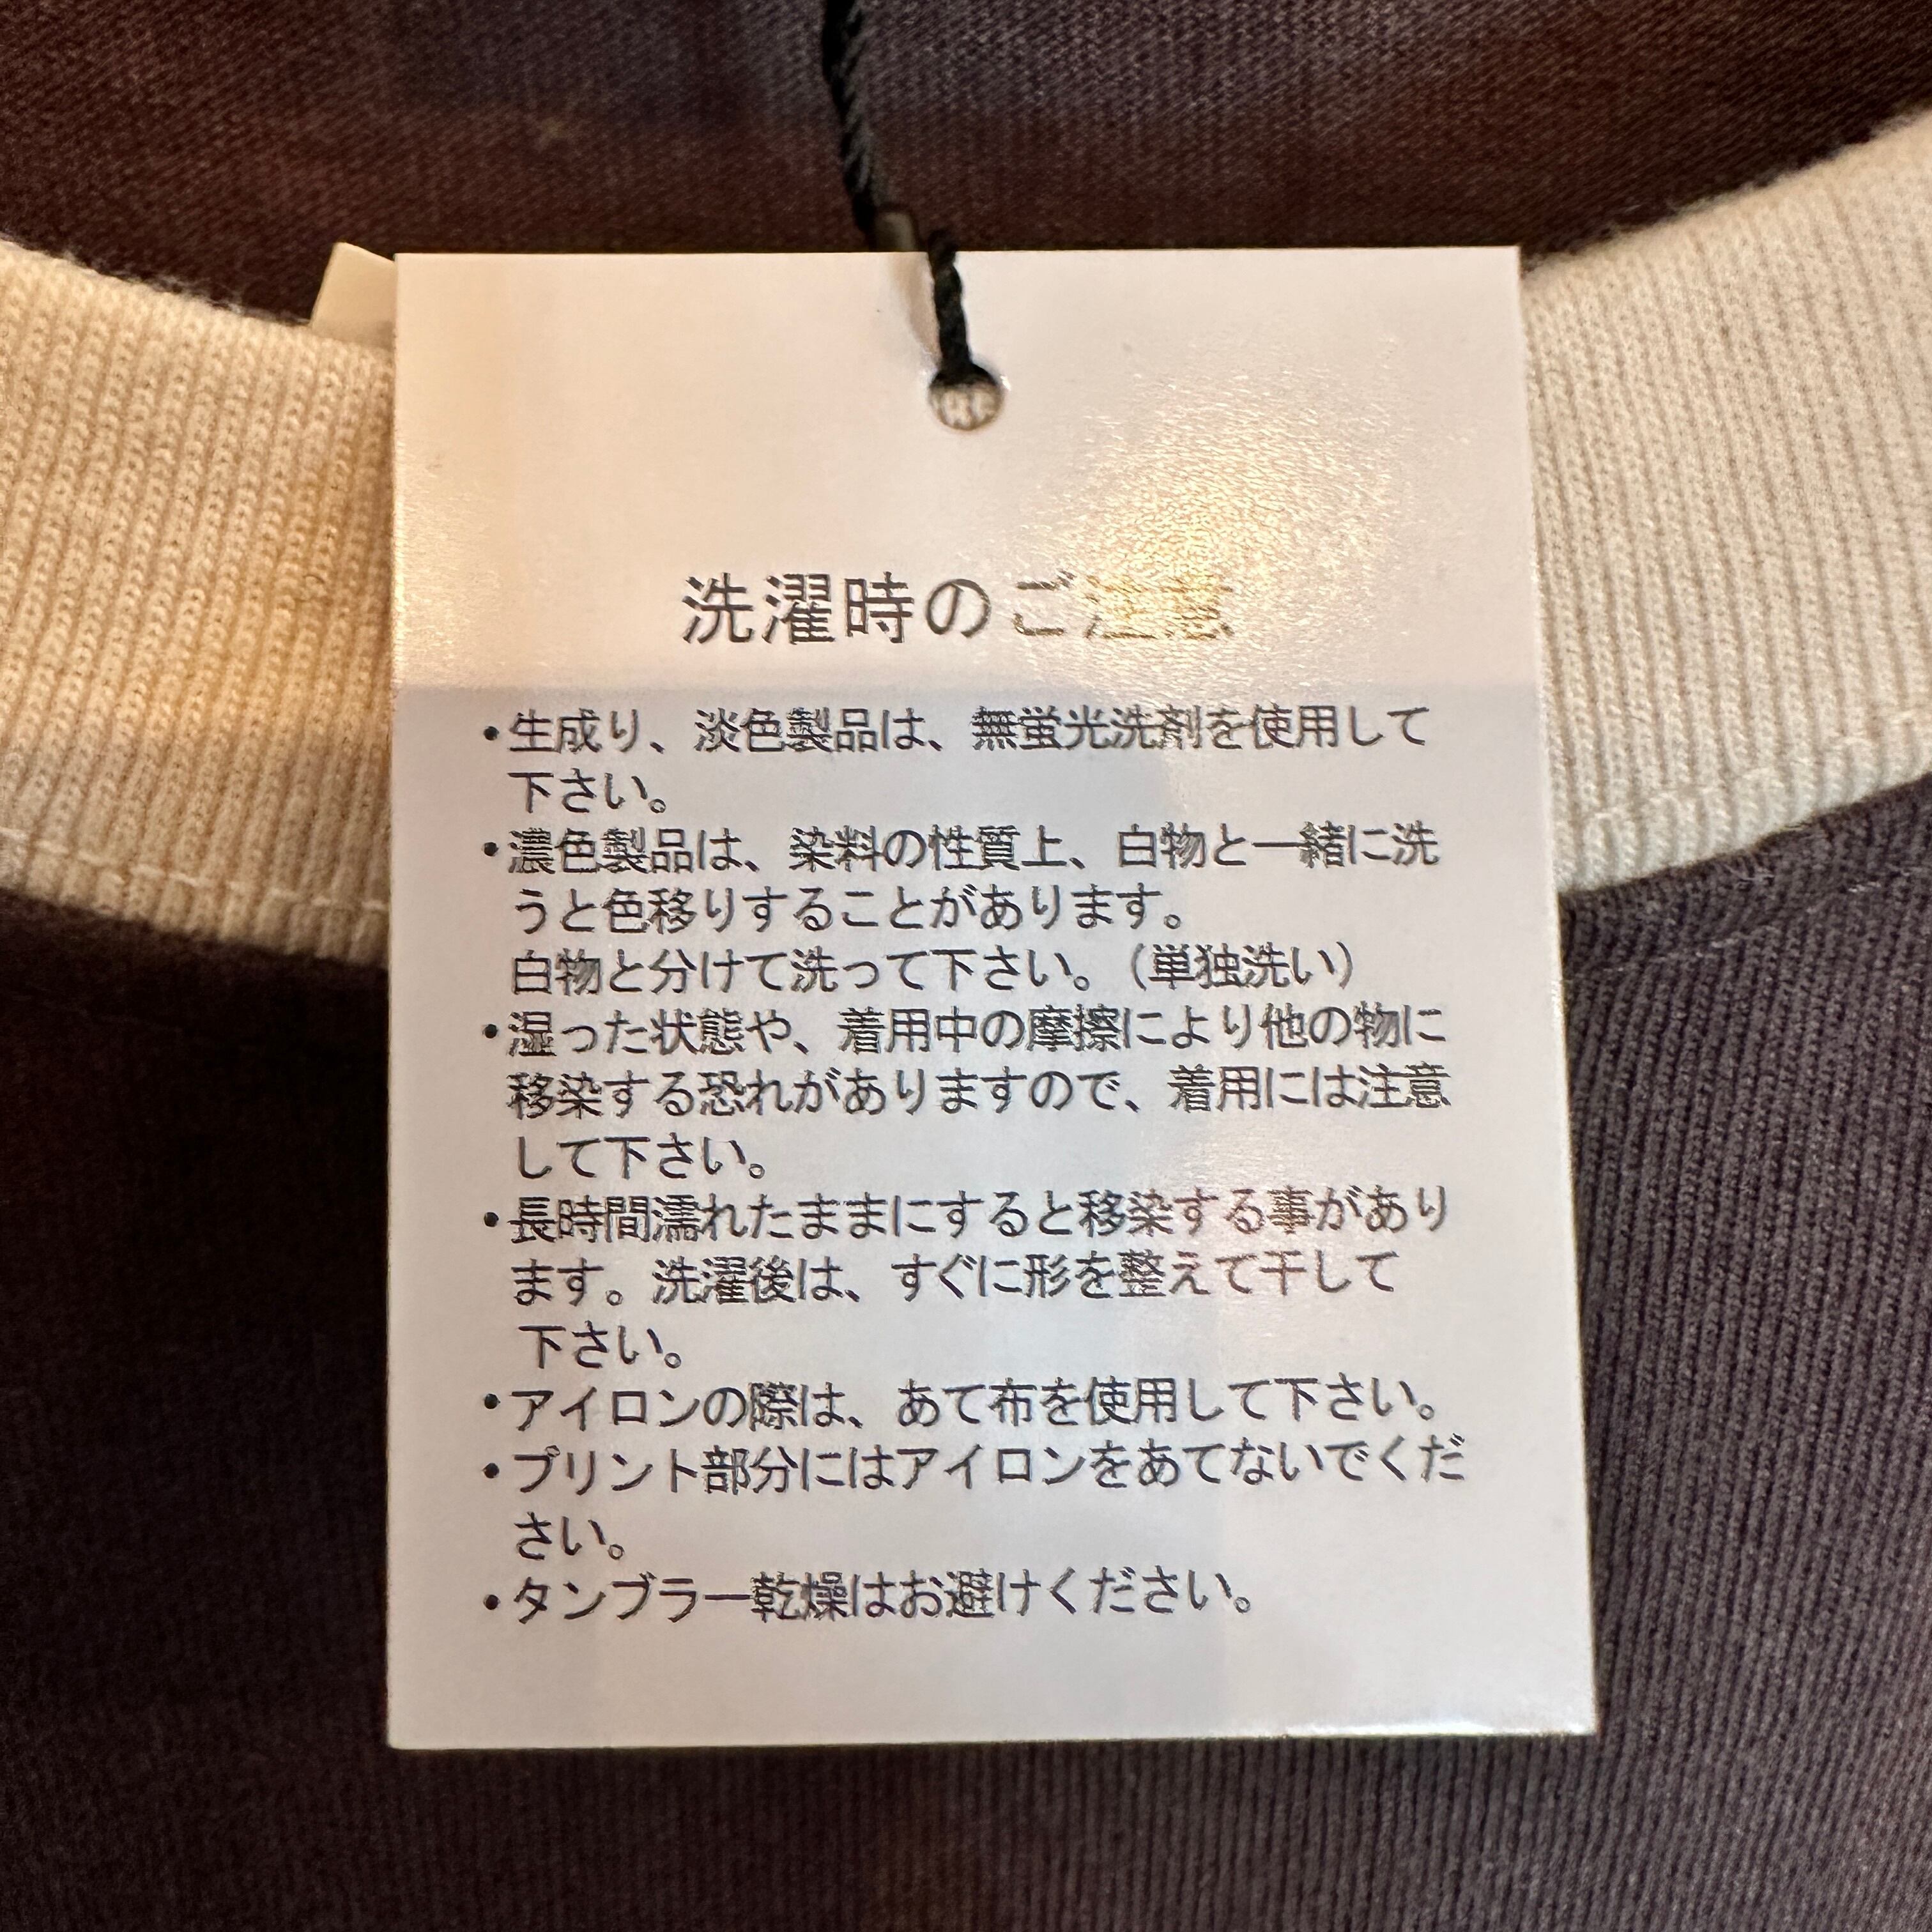 洗濯時のご注意
・生成り、淡色製品は、無蛍光洗剤を使用して
下さい。
・濃色製品は、染料の性質上、白物と一緒に洗
うと色移りすることがあります。
白物と分けて洗って下さい。（単独洗い）
・湿った状態や、着用中の摩擦により他の物に
移染する恐れがありますので、着用には注意
して下さい。
・長時間濡れたままにすると移染する事があり
ます。洗濯後は、すぐに形を整えて干して
下さい。
・アイロンの際は、あて布を使用して下さい。
・プリント部分にはアイロンをあてないでくだ
さい。
・タンブラー乾燥はお避けください。